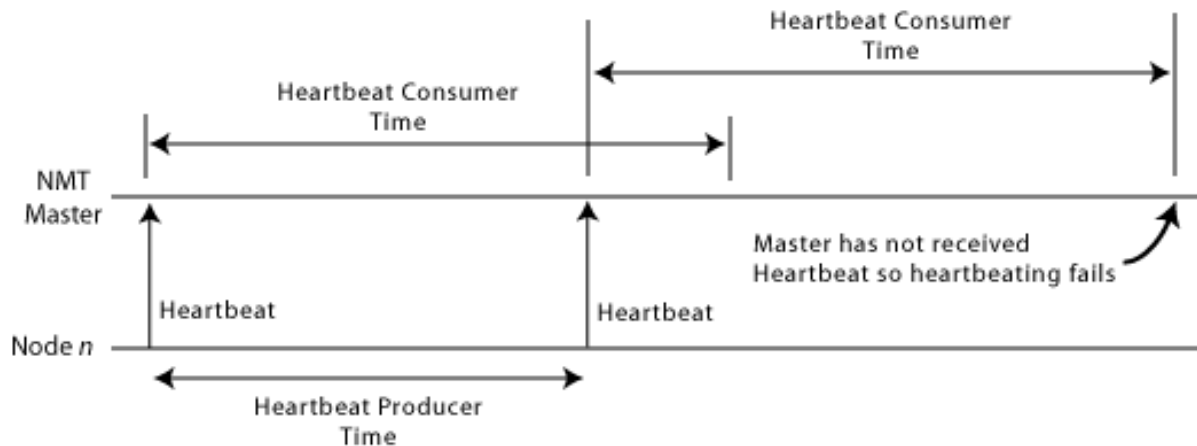 Heartbeat Consumer
Time
Heartbeat Consumer
Time
NMT
Master
Master has not received
Heartbeat so heartbeating fails
Heartbeat
Heartbeat
Node n
Heartbeat Producer
Time